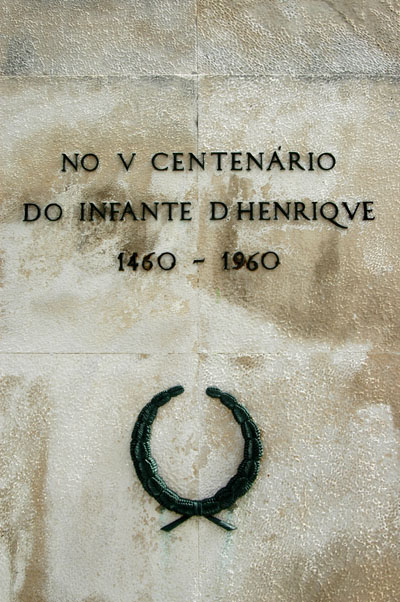 NO V CENTENÁRIO
DO INFANTE D HENRIQVE
1460 - 1960